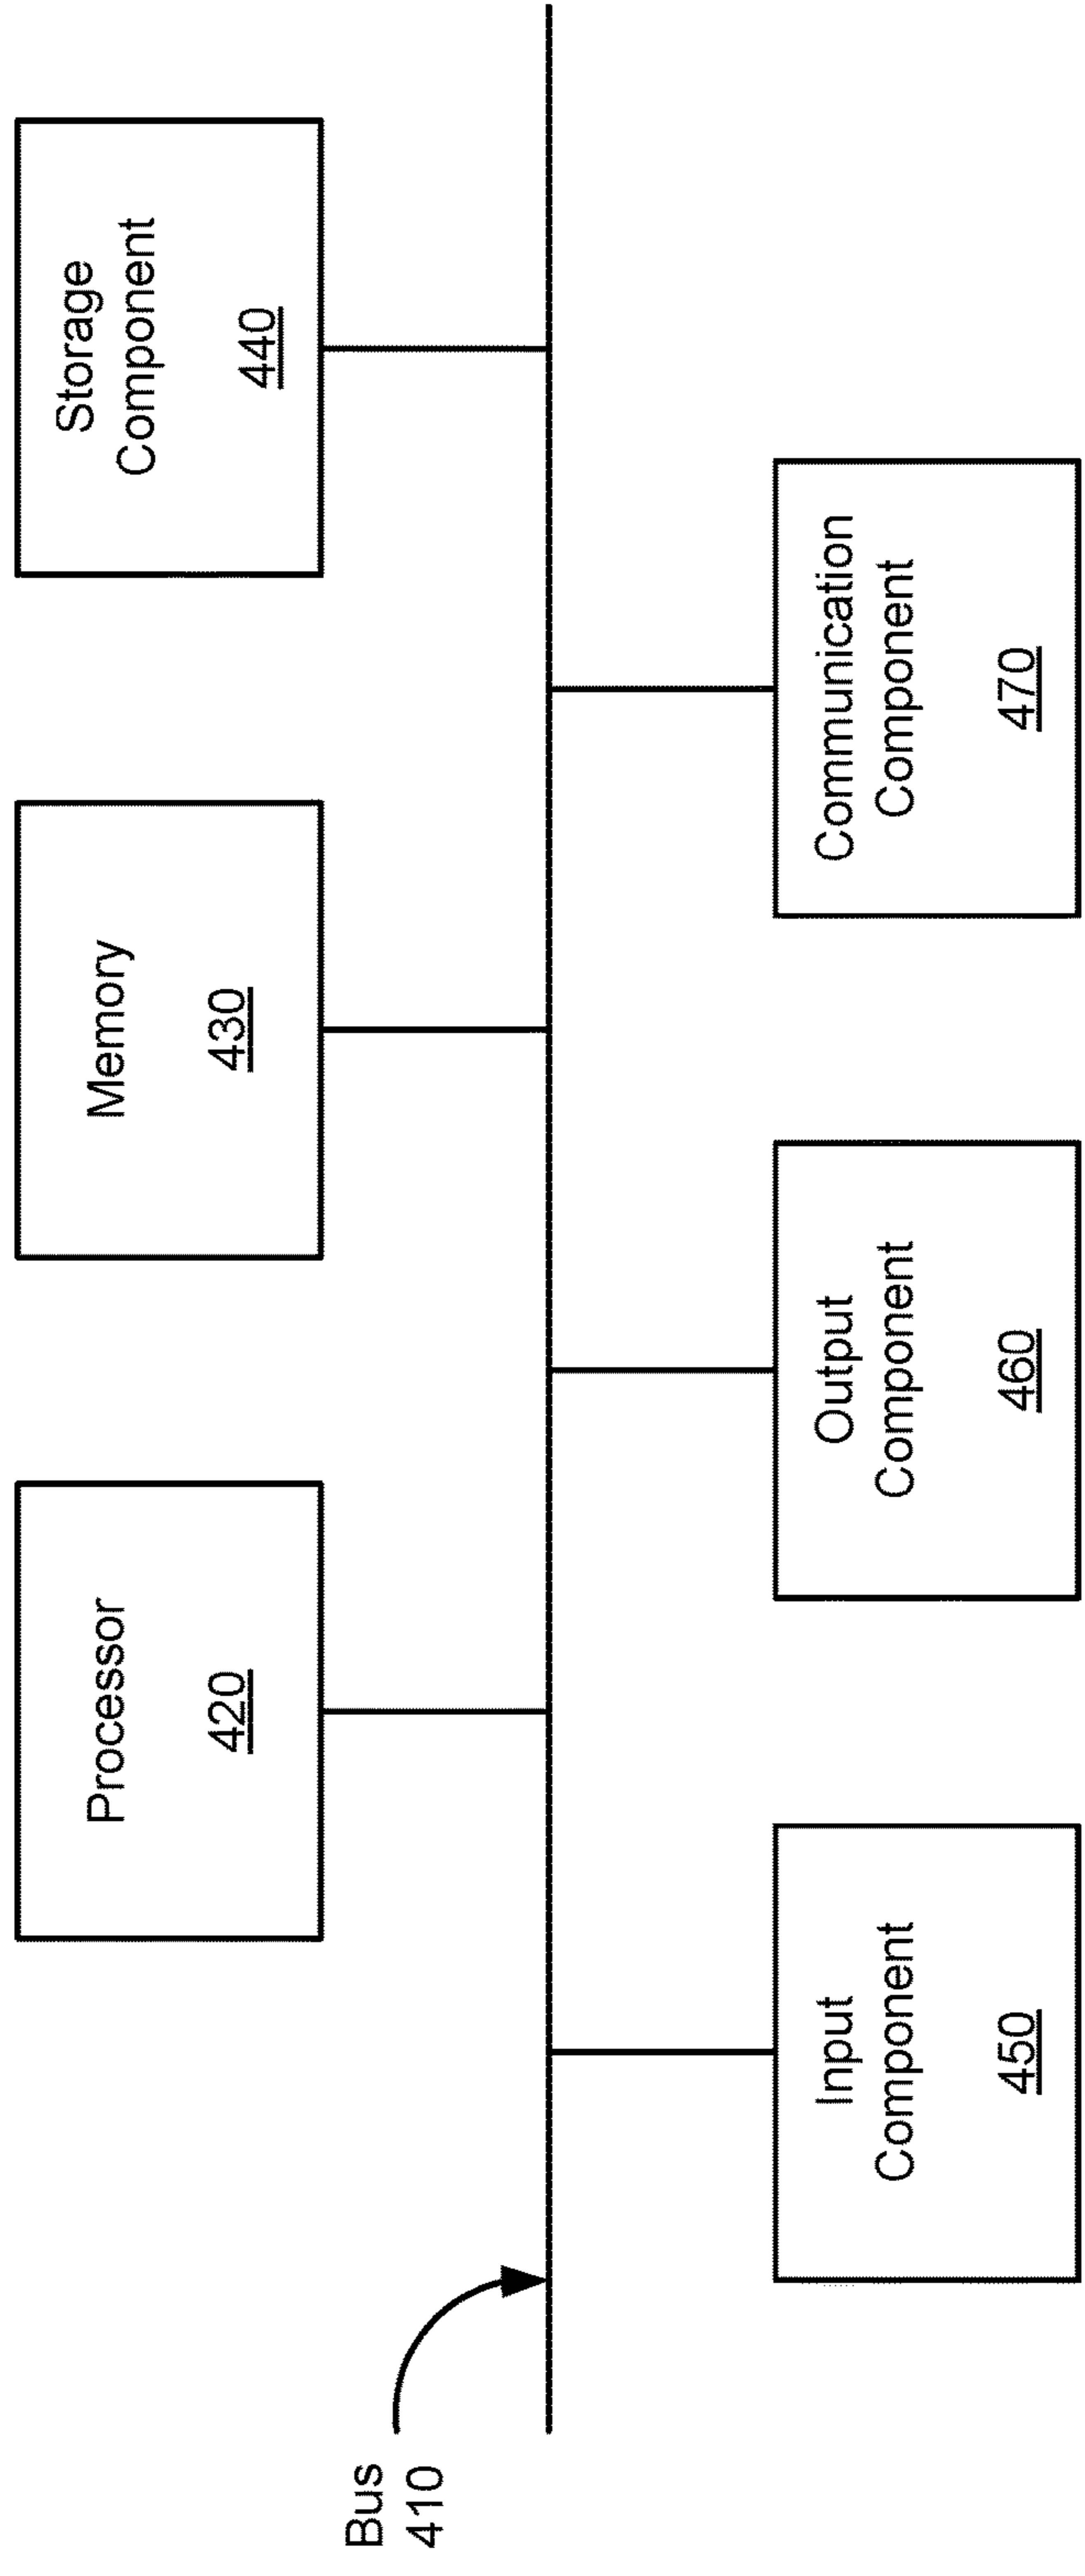 Processor
420
Memory
430
Storage
Component
440
Bus
410
Input
Component
450
Output
Component
460
Communication
Component
470